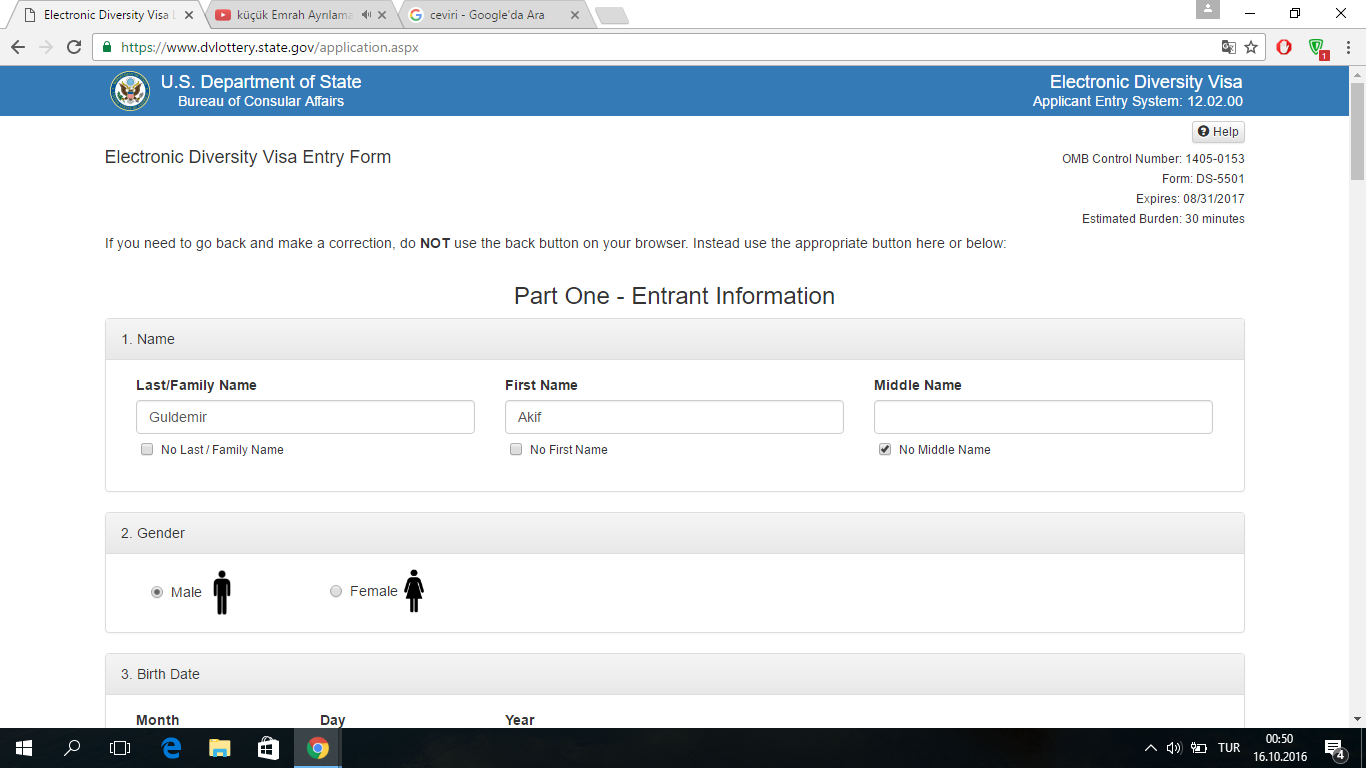 Electronic Diversity Visa L
küçük Emrah Ayrılama
ceviri - Google'da Ara
https://www.dvlottery.state.gov/application.aspx
1
U.S. Department of State
Bureau of Consular Affairs
Electronic Diversity Visa
Applicant Entry System: 12.02.00
Help
Electronic Diversity Visa Entry Form
OMB Control Number: 1405-0153
Form: DS-5501
Expires: 08/31/2017
Estimated Burden: 30 minutes
If you need to go back and make a correction, do NOT use the back button on your browser. Instead use the appropriate button here or below:
Part One - Entrant Information
1. Name
Last/Family Name First Name Middle Name
Guldemir Akif
No Last / Family Name No First Name No Middle Name
2. Gender
Male Female
3. Birth Date
Month Day Year
TUR
00:50
16.10.2016
4